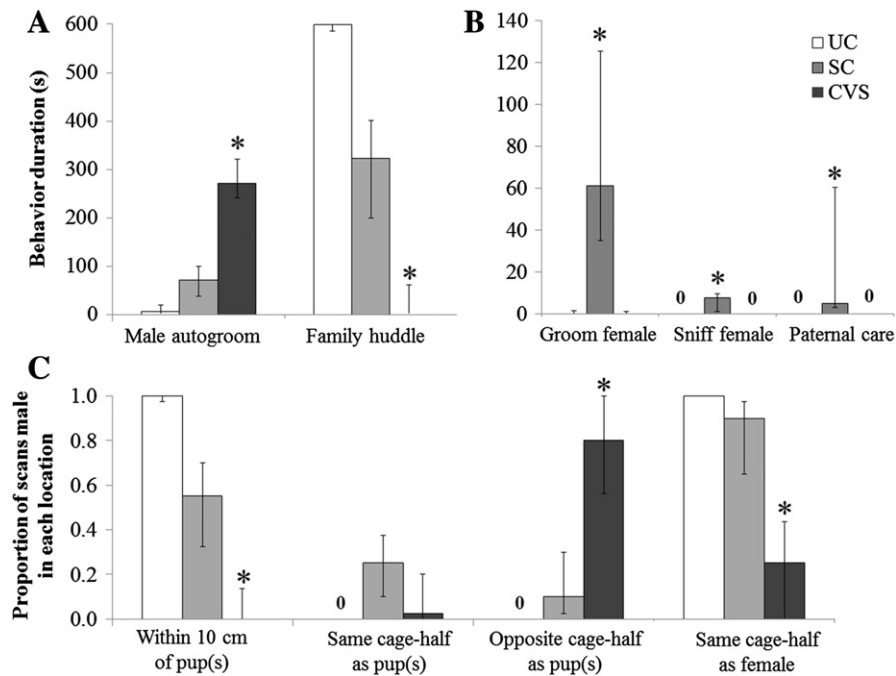 A
B
Behavior duration (s)
600
500
400
300
200
100
0
*
*
Male autogroom
Family huddle
140
120
100
80
60
40
20
0
*
0
*
0
0
*
0
UC
SC
CVS
Groom female
Sniff female
Paternal care
C
Proportion of scans male
in each location
1.0
0.8
0.6
0.4
0.2
0.0
*
0
0
*
*
Within 10 cm
of pup(s)
Same cage-half
as pup(s)
Opposite cage-half
as pup(s)
Same cage-half
as female